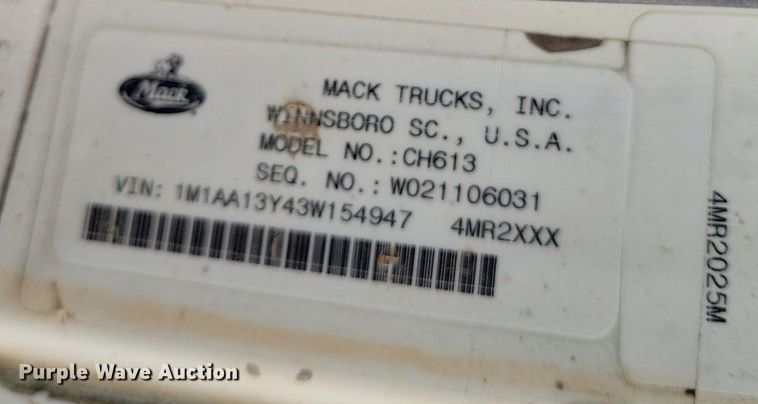 Mack
MACK TRUCKS, INC.
WINNSBORO SC., U.S.A.
MODEL NO.:CH613
SEQ. NO.: W021106031
VIN: 1M1AA13Y43W154947 4MR2XXX
4MR2025M
Purple Wave Auction